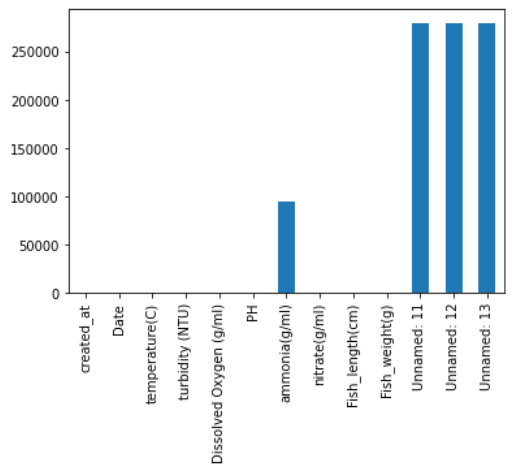 250000
200000
150000
100000
50000
0
created_at
Date
temperature(C)
turbidity (NTU)
Dissolved Oxygen (g/ml)
PH
ammonia(g/ml)
nitrate(g/ml)
Fish_length(cm)
Fish_weight(g)
Unnamed: 11
Unnamed: 12
Unnamed: 13